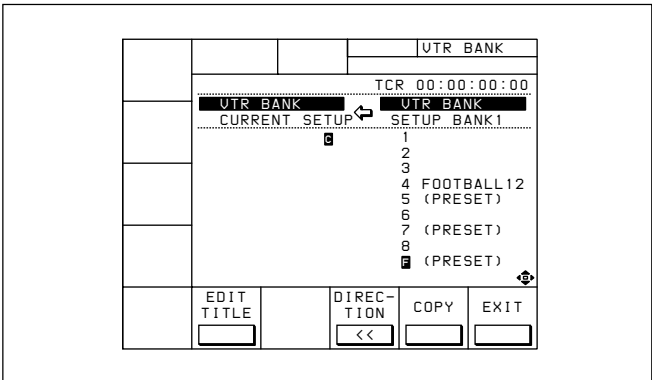 VTR BANK
TCR 00:00:00:00
VTR BANK VTR BANK
CURRENT SETUP SETUP BANK1
C 1
2
3
4 FOOTBALL12
5 (PRESET)
6
7 (PRESET)
8
F (PRESET)
EDIT TITLE
DIREC-TION
<<
COPY
EXIT